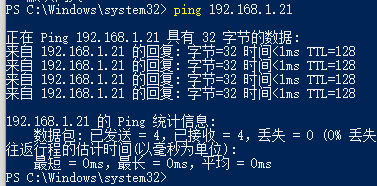 PS C:\Windows\system32> ping 192.168.1.21
正在 Ping 192.168.1.21 具有 32 字节的数据:
来自 192.168.1.21 的回复: 字节=32 时间<1ms TTL=128
来自 192.168.1.21 的回复: 字节=32 时间<1ms TTL=128
来自 192.168.1.21 的回复: 字节=32 时间<1ms TTL=128
来自 192.168.1.21 的回复: 字节=32 时间<1ms TTL=128
192.168.1.21 的 Ping 统计信息:
数据包: 已发送 = 4，已接收 = 4，丢失 = 0 (0% 丢失
往返行程的估计时间(以毫秒为单位):
最短 = 0ms，最长 = 0ms，平均 = 0ms
PS C:\Windows\system32>